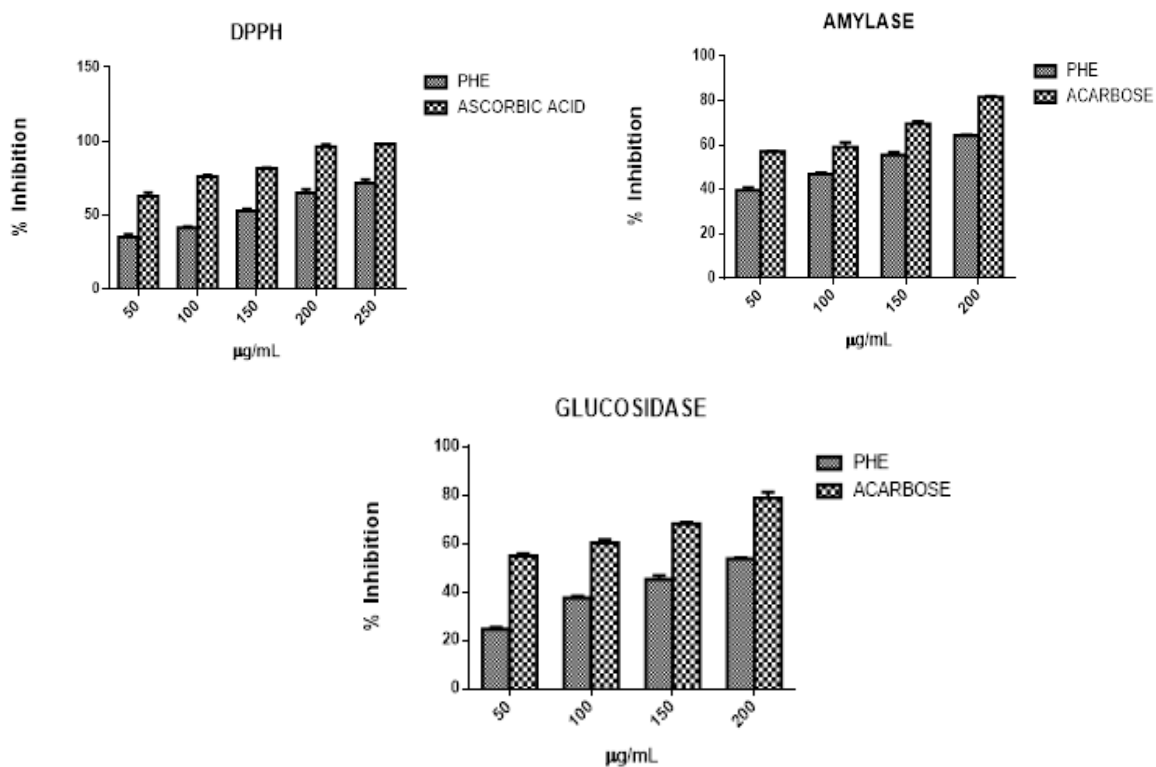 DPPH
150
100
50
0
% Inhibition
50
100
150
200
250
µg/mL
PHE
ASCORBIC ACID
AMYLASE
100
80
60
40
20
0
% Inhibition
50
100
150
200
µg/mL
PHE
ACARBOSE
GLUCOSIDASE
100
80
60
40
20
0
% Inhibition
50
100
150
200
µg/mL
PHE
ACARBOSE